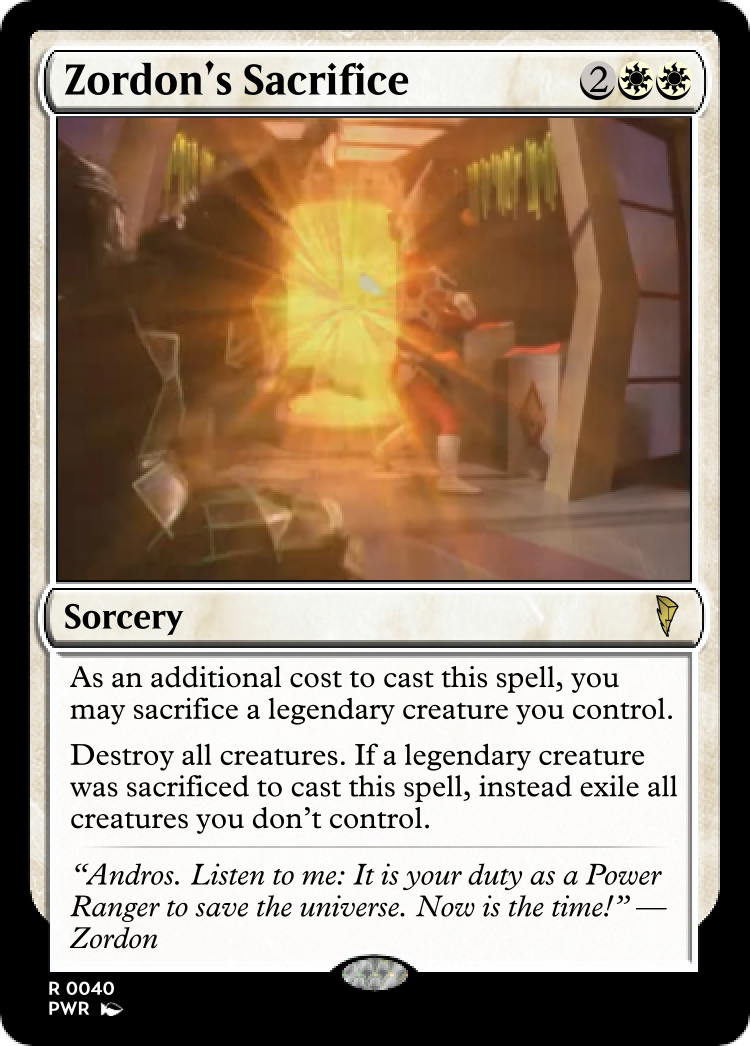 Zordon's Sacrifice 2
Sorcery
As an additional cost to cast this spell, you
may sacrifice a legendary creature you control.
Destroy all creatures. If a legendary creature
was sacrificed to cast this spell, instead exile all
creatures you don’t control.
“Andros. Listen to me: It is your duty as a Power
Ranger to save the universe. Now is the time!” —
Zordon
R 0040
PWR